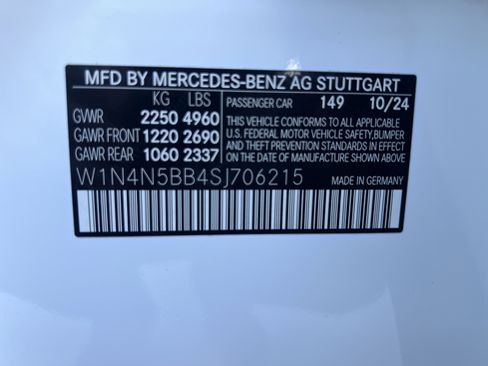 MFD BY MERCEDES-BENZ AG STUTTGART
KG LBS
GVWR 2250 4960
GAWR FRONT 1220 2690
GAWR REAR 1060 2337
PASSENGER CAR 149 10/24
THIS VEHICLE CONFORMS TO ALL APPLICABLE
U.S. FEDERAL MOTOR VEHICLE SAFETY,BUMPER
AND THEFT PREVENTION STANDARDS IN EFFECT
ON THE DATE OF MANUFACTURE SHOWN ABOVE.
W1N4N5BB4SJ706215 MADE IN GERMANY